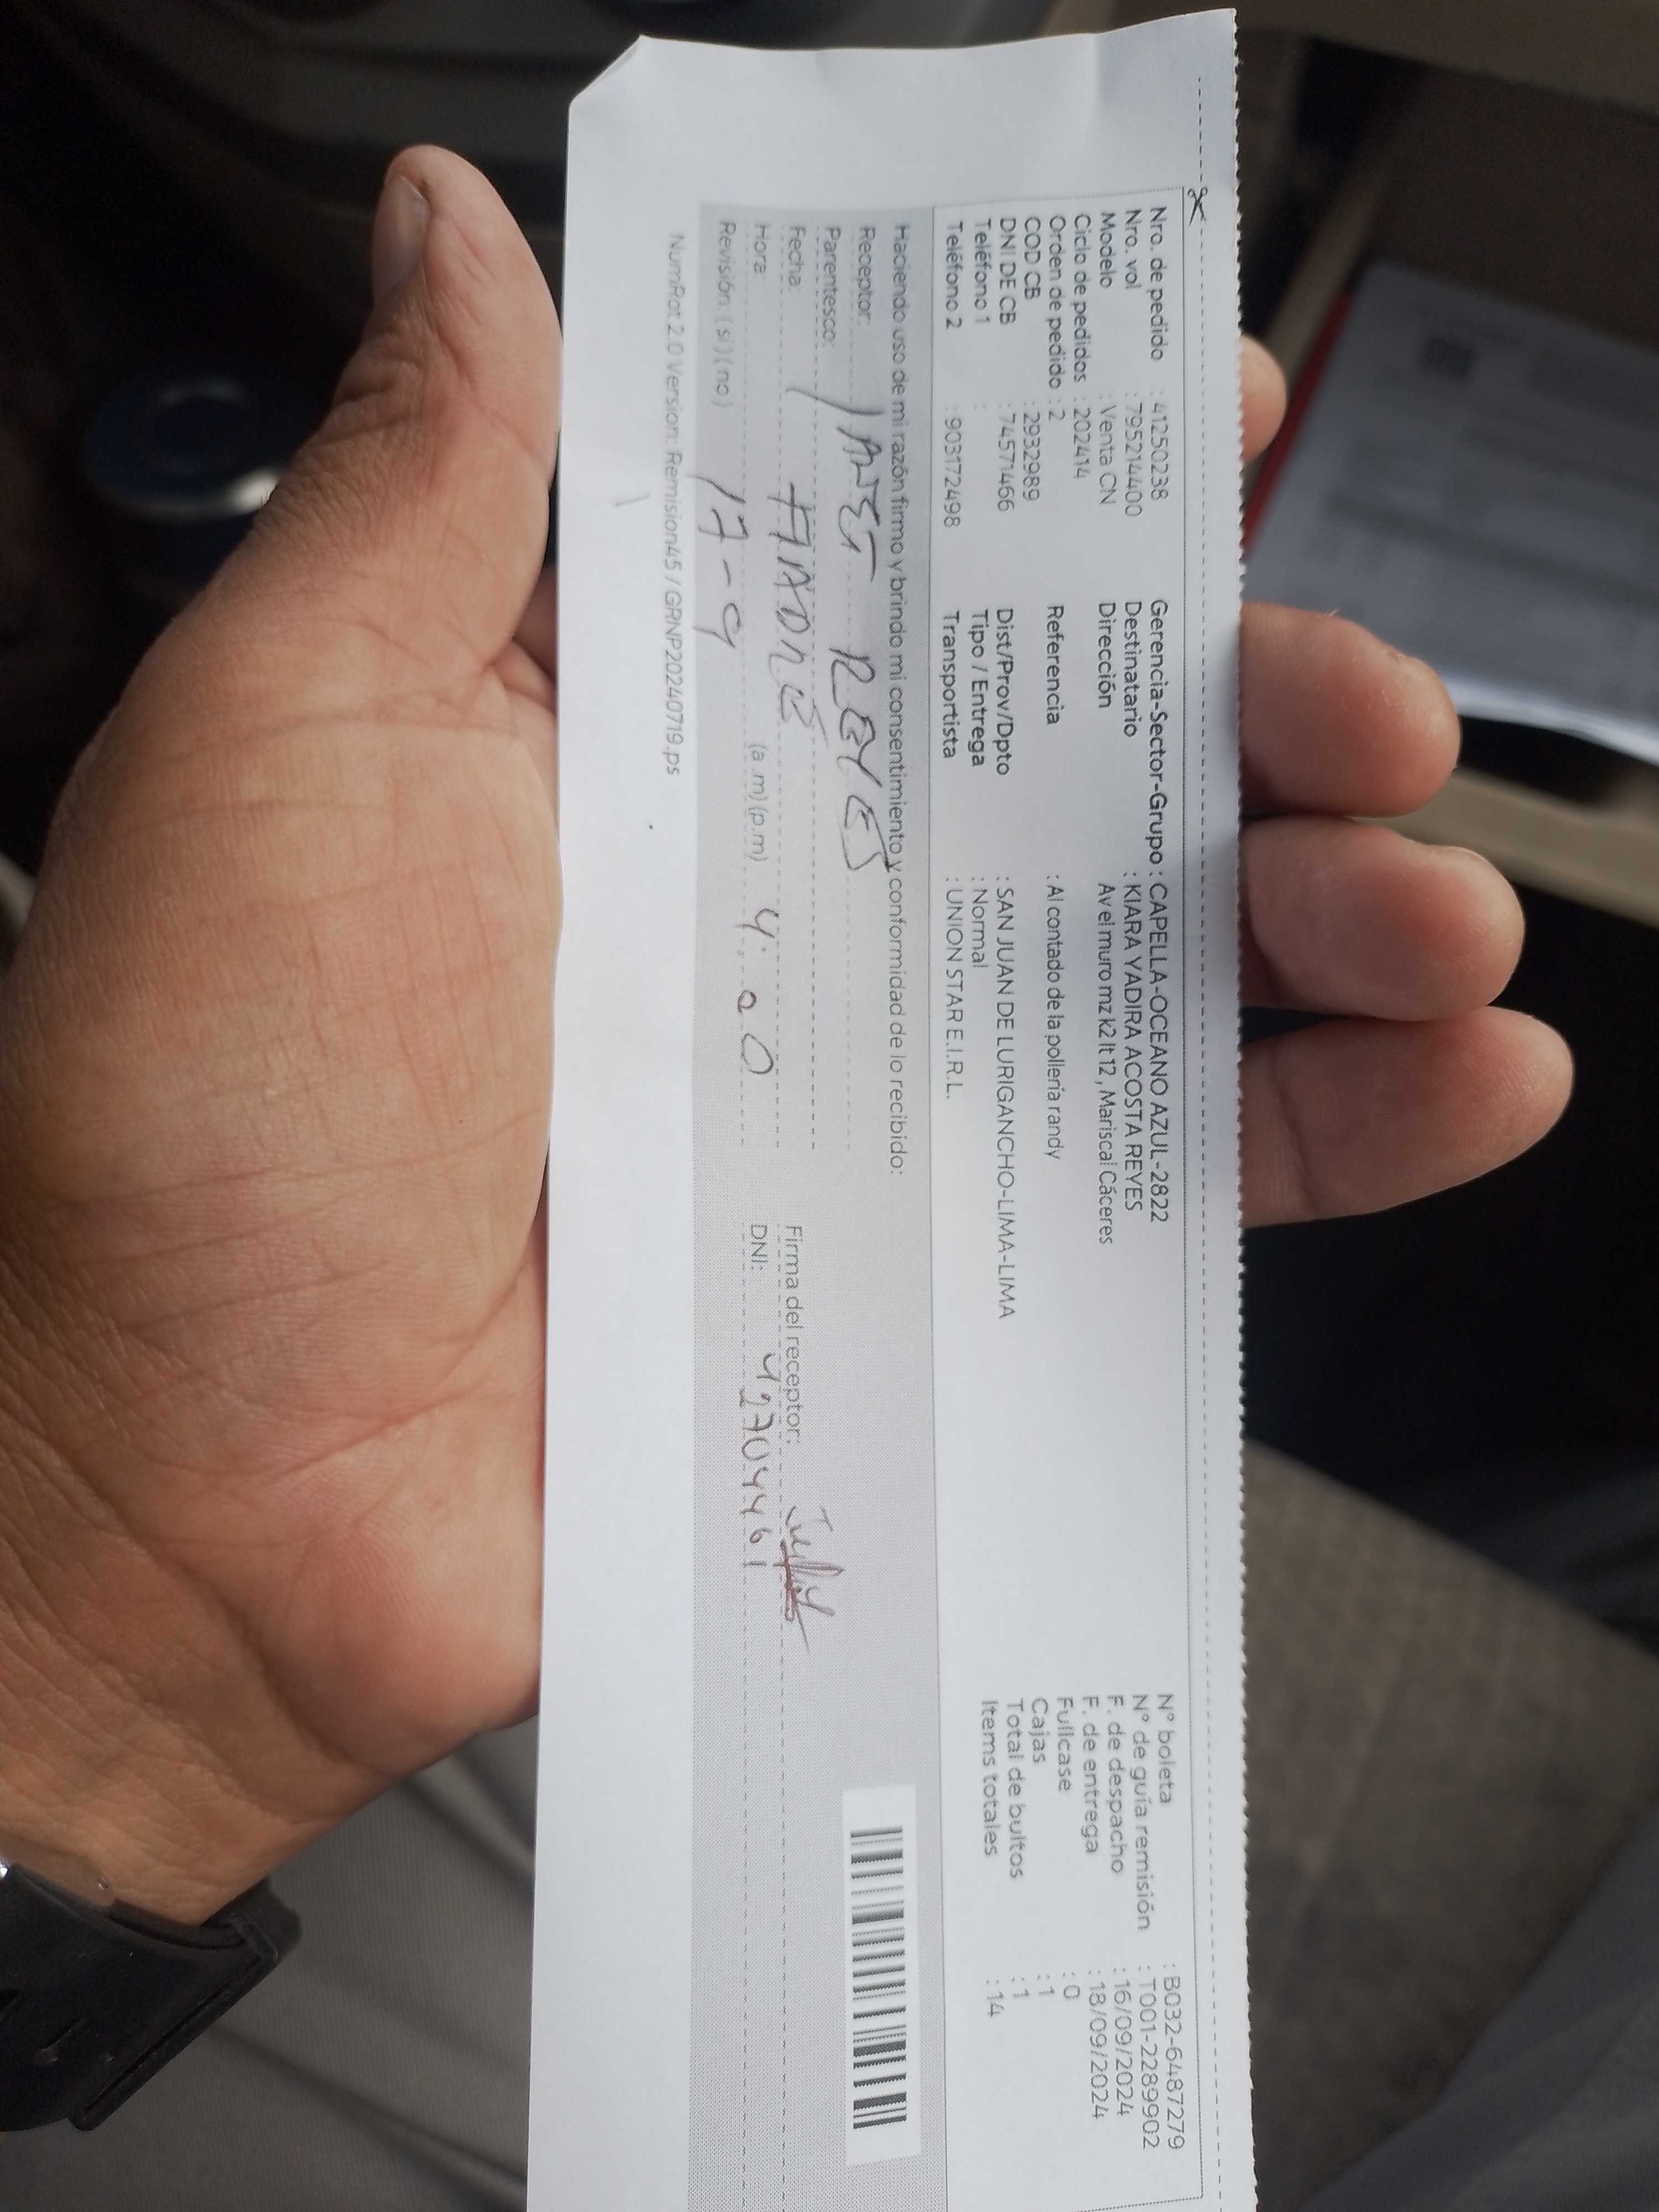 Nro. de pedido : 41250238
Nro. vol : 795214400
Modelo : Venta CN
Ciclo de pedidos : 202414
Orden de pedido : 2
COD CB : 2932989
DNI DE CB : 74571466
Teléfono 1 :
Teléfono 2 : 903172498
Gerencia-Sector-Grupo : CAPELLA-OCEANO AZUL-2822
Destinatario : KIARA YADIRA ACOSTA REYES
Dirección Av el muro mz k2 lt 12, Mariscal Cáceres
Referencia : Al contado de la pollería randy
Dist/Prov/Dpto : SAN JUAN DE LURIGANCHO-LIMA-LIMA
Tipo / Entrega : Normal
Transportista : UNION STAR E.I.R.L.
N° boleta : B032-6487279
N° de guía remisión : T001-2289902
F. de despacho : 16/09/2024
F. de entrega : 18/09/2024
Fullcase : 0
Cajas : 1
Total de bultos : 1
Items totales : 14
Haciendo uso de mi razón firmo y brindo mi consentimiento y conformidad de lo recibido:
Receptor: JANET REYES
Parentesco: MADRE
Fecha: 17-9
Hora: (a.m)(p.m) 4:00
Revisión: (si)(no)
Firma del receptor:
DNI: 42704461
NumRot 2.0 Version: Remision45 / GRNP20240719.ps